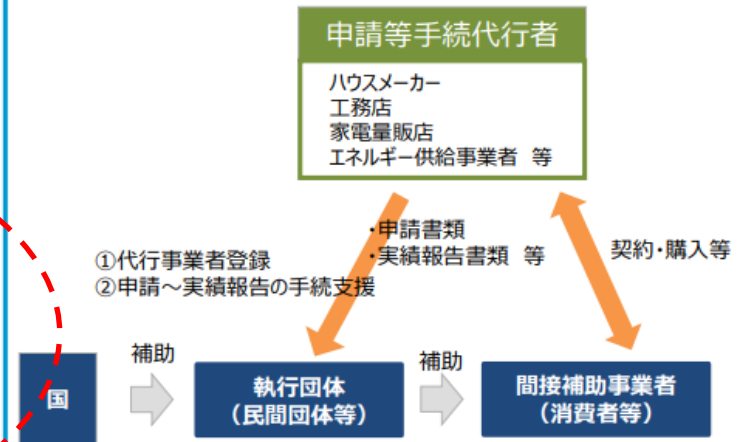 申請等手続代行者
ハウスメーカー
工務店
家電量販店
エネルギー供給事業者 等
・申請書類
・実績報告書類 等
契約・購入等
①代行事業者登録
②申請～実績報告の手続支援
国
補助
執行団体
（民間団体等）
補助
間接補助事業者
（消費者等）